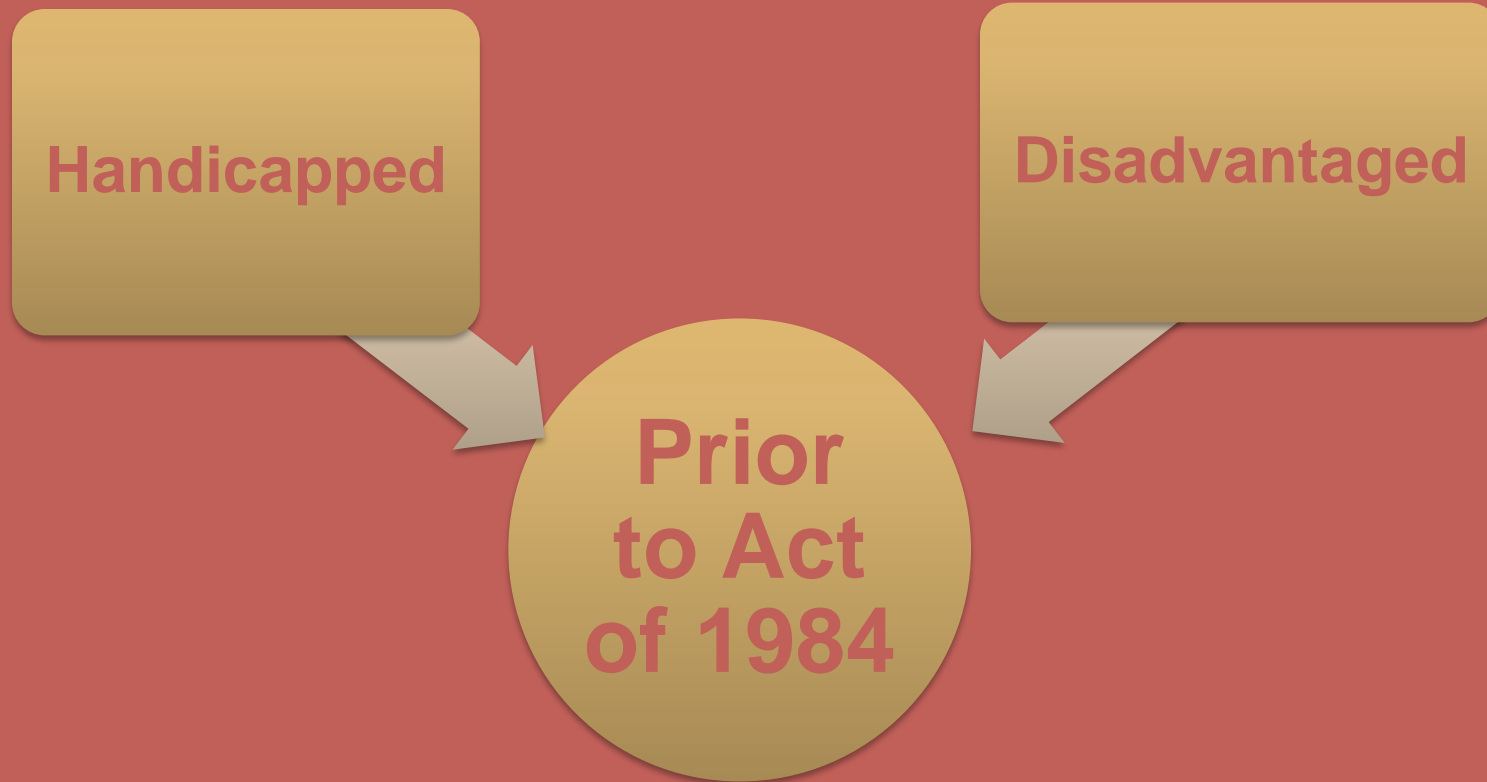 Handicapped
Disadvantaged
Prior
to Act
of 1984